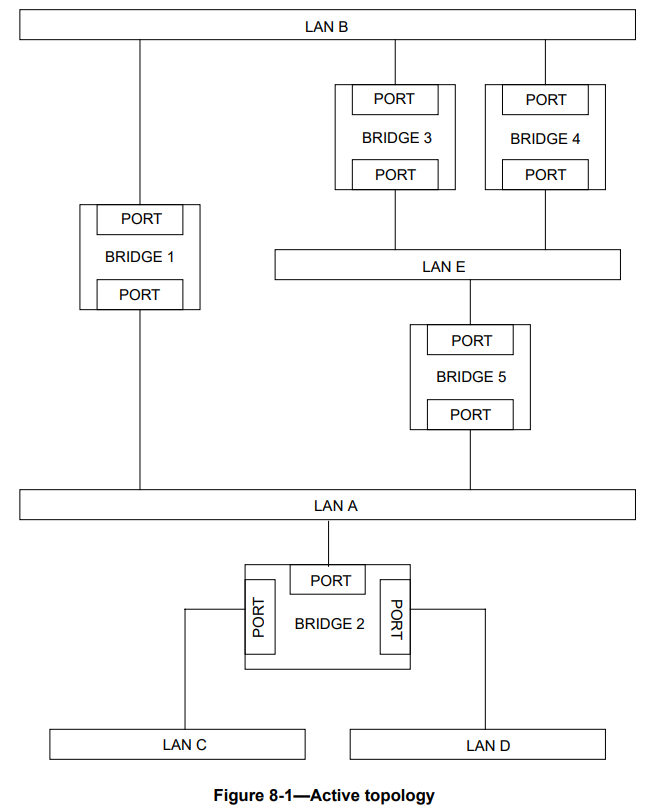 LAN B
PORT
PORT
BRIDGE 3
BRIDGE 4
PORT
PORT
PORT
BRIDGE 1
LAN E
PORT
PORT
BRIDGE 5
PORT
LAN A
PORT
PORT
BRIDGE 2
PORT
LAN C
LAN D
Figure 8-1—Active topology